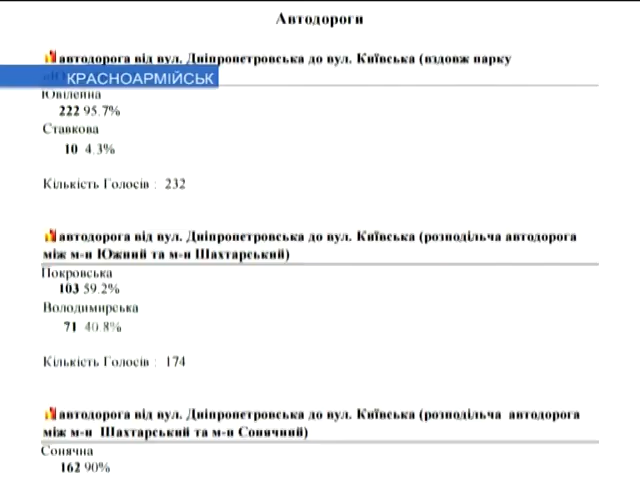 Автодороги
автодорога від вул. Дніпропетровська до вул. Київська (вздовж парку
КРАСНОАРМІЙСЬК
Ювілейна
222 95.7%
Ставкова
10 4.3%
Кількість Голосів : 232
автодорога від вул. Дніпропетровська до вул. Київська (розподільча автодорога
між м-н Южний та м-н Шахтарський)
Покровська
103 59.2%
Володимирська
71 40.8%
Кількість Голосів : 174
автодорога від вул. Дніпропетровська до вул. Київська (розподільча автодорога
між м-н Шахтарський та м-н Сонячний)
Сонячна
162 90%